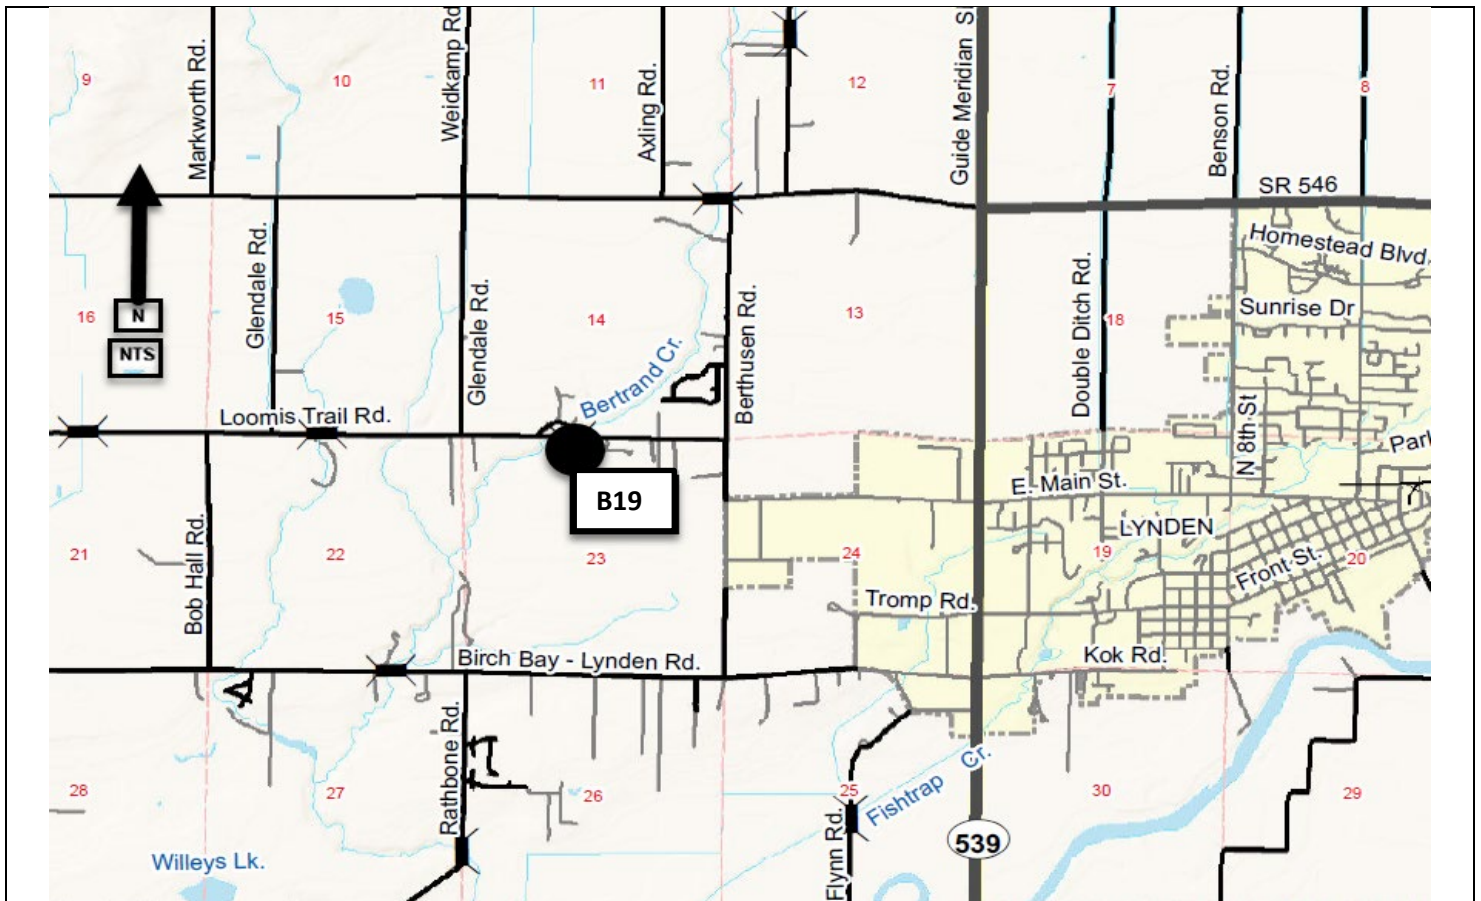 Markworth Rd.
Weidkamp Rd
Axling Rd.
Guide Meridian
Benson Rd.
9
10
11
12
7
8
SR 546
Homestead Blvd.
Glendale Rd.
Glendale Rd.
Berthusen Rd.
Double Ditch Rd.
Sunrise Dr
16
N
15
14
13
18
NTS
Bertrand Cr.
Loomis Trail Rd.
N 8th St
B19
E. Main St.
LYNDEN
Bob Hall Rd.
21
22
23
24
19
20
Front St.
Tromp Rd.
Birch Bay - Lynden Rd.
Kok Rd.
Rathbone Rd.
28
27
26
25
30
29
Fishtrap Cr.
Flynn Rd.
539
Willeys Lk.